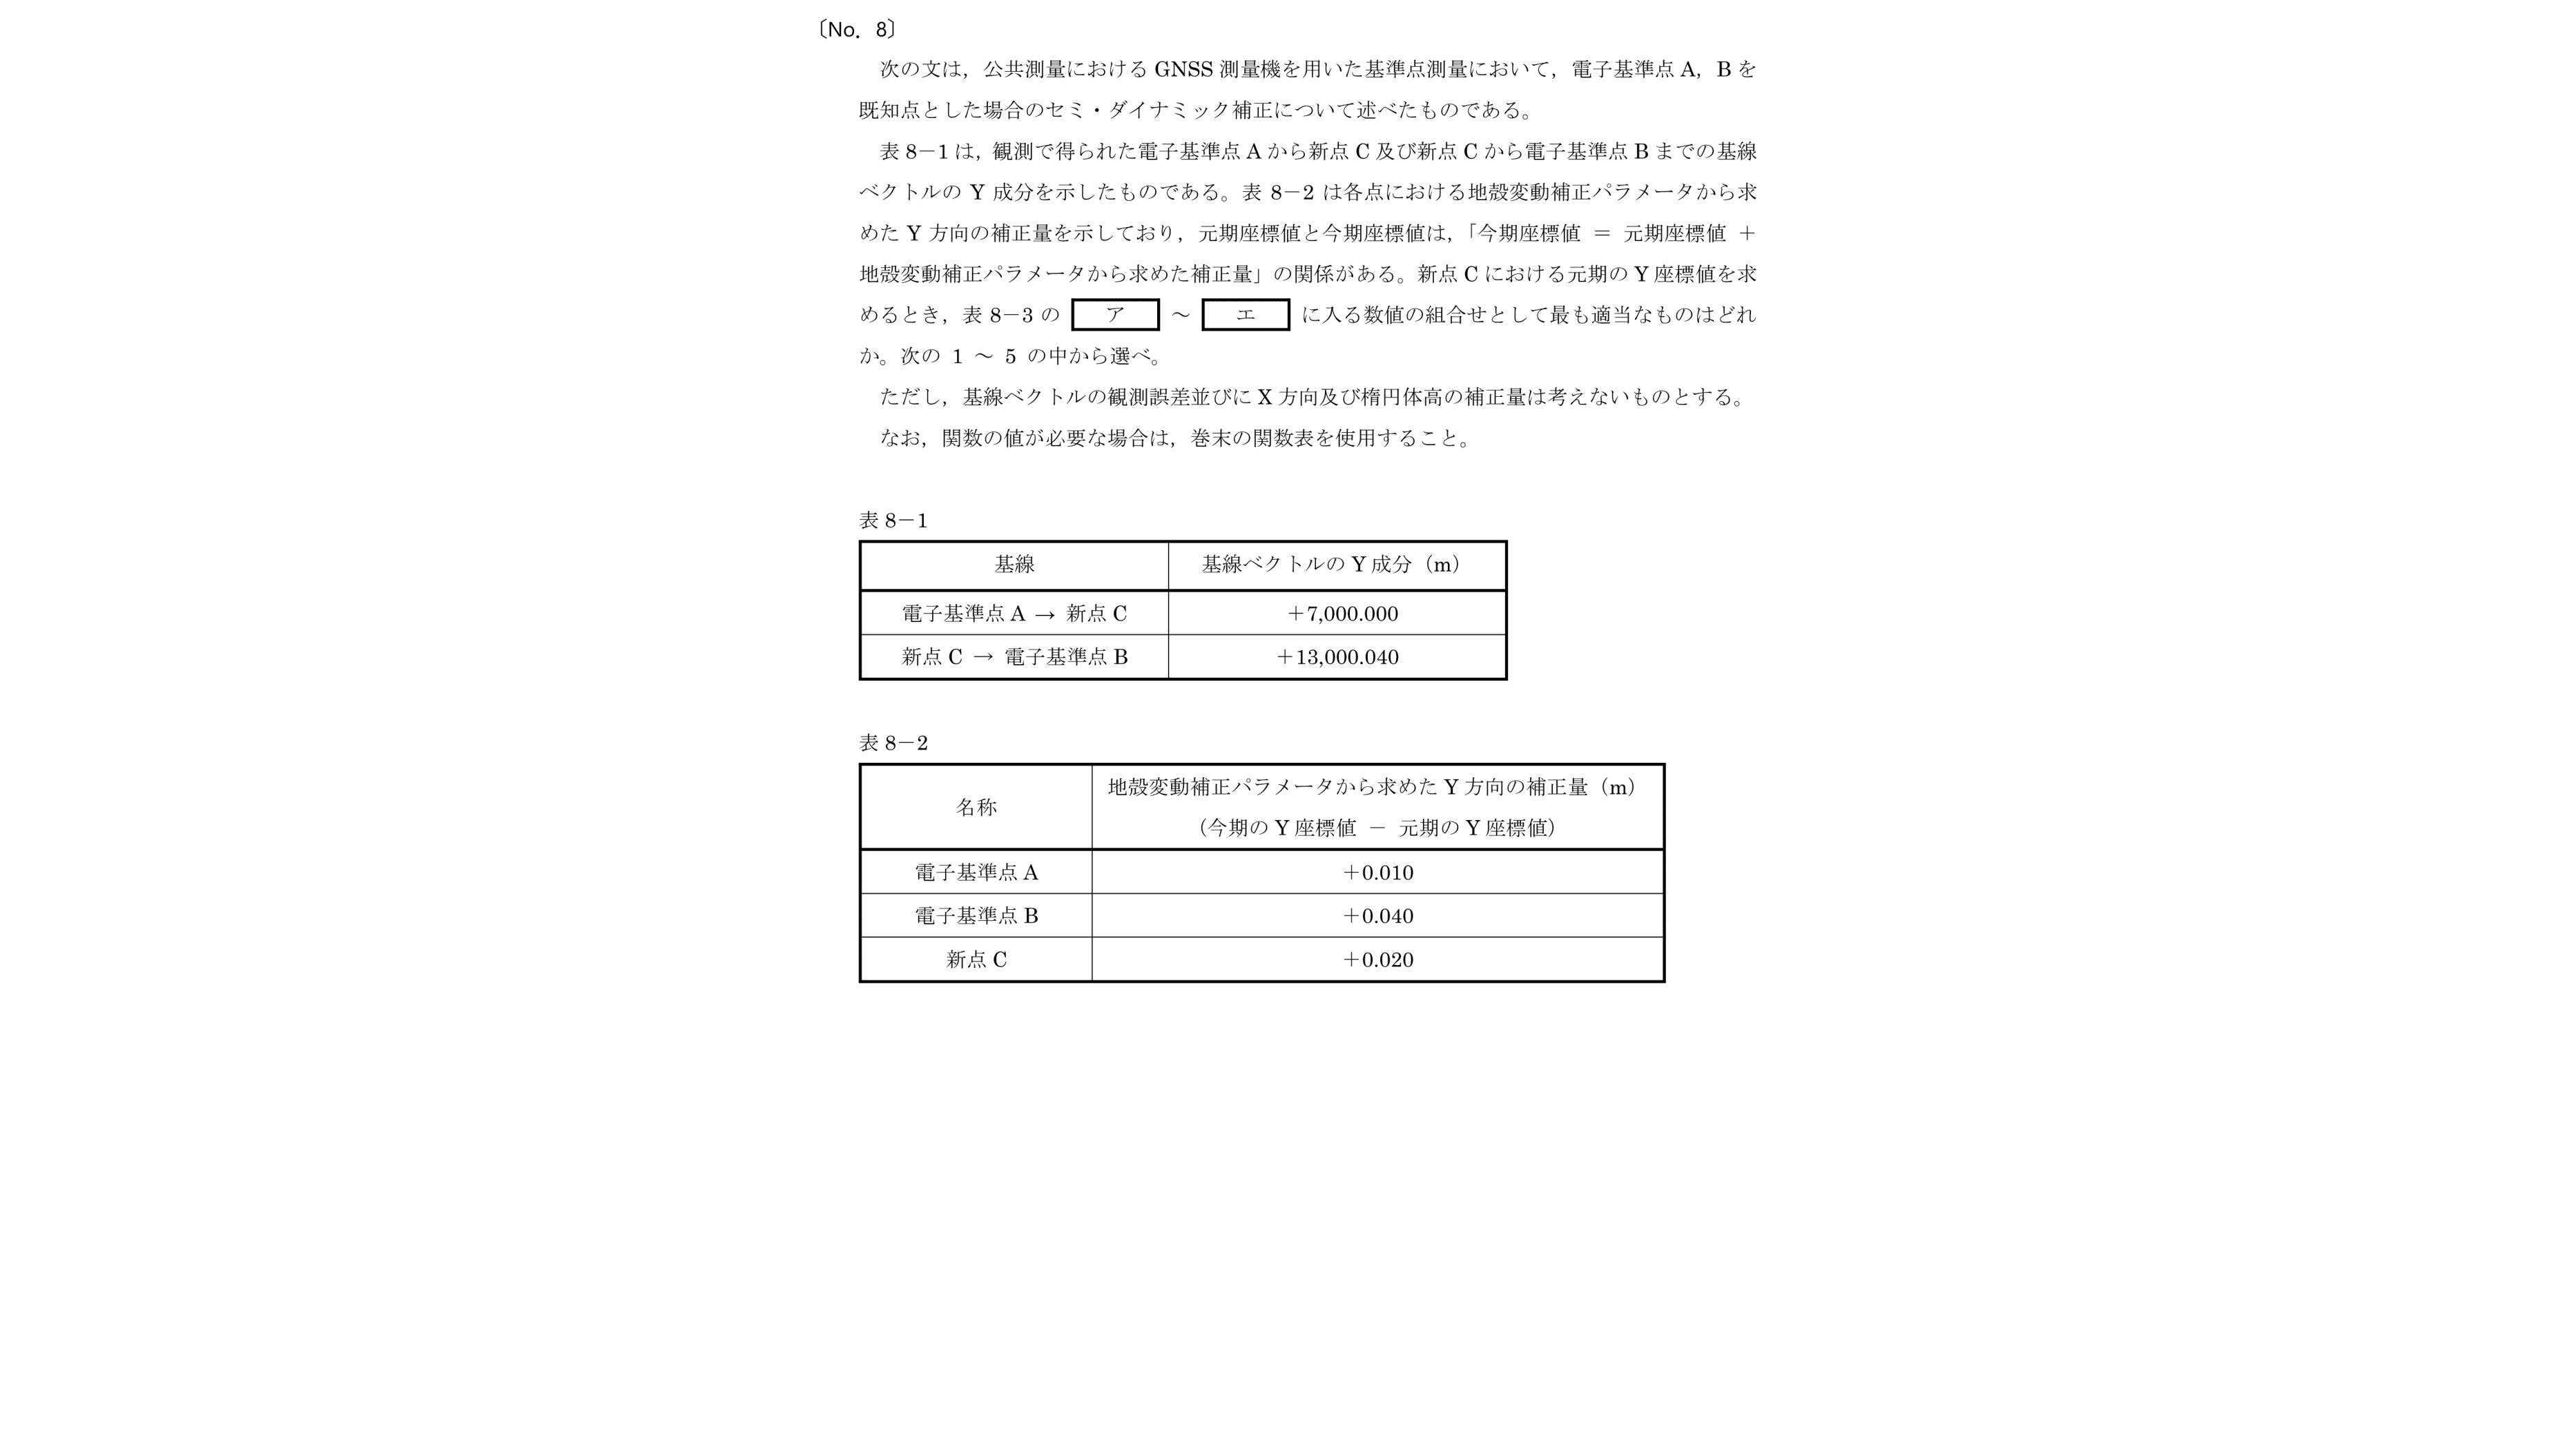 〔No. 8〕
次の文は，公共測量における GNSS 測量機を用いた基準点測量において，電子基準点 A，B を
既知点とした場合のセミ・ダイナミック補正について述べたものである。
表 8－1 は，観測で得られた電子基準点 A から新点 C 及び新点 C から電子基準点 B までの基線
ベクトルの Y 成分を示したものである。表 8－2 は各点における地殻変動補正パラメータから求
めた Y 方向の補正量を示しており，元期座標値と今期座標値は，「今期座標値 ＝ 元期座標値 ＋
地殻変動補正パラメータから求めた補正量」の関係がある。新点 C における元期の Y 座標値を求
めるとき，表 8－3 の ア ～ エ に入る数値の組合せとして最も適当なものはどれ
か。次の 1 ～ 5 の中から選べ。
ただし，基線ベクトルの観測誤差並びに X 方向及び楕円体高の補正量は考えないものとする。
なお，関数の値が必要な場合は，巻末の関数表を使用すること。
表 8－1
基線 基線ベクトルの Y 成分（m）
電子基準点 A → 新点 C ＋7,000.000
新点 C → 電子基準点 B ＋13,000.040
表 8－2
名称 地殻変動補正パラメータから求めた Y 方向の補正量（m）
（今期の Y 座標値 － 元期の Y 座標値）
電子基準点 A ＋0.010
電子基準点 B ＋0.040
新点 C ＋0.020